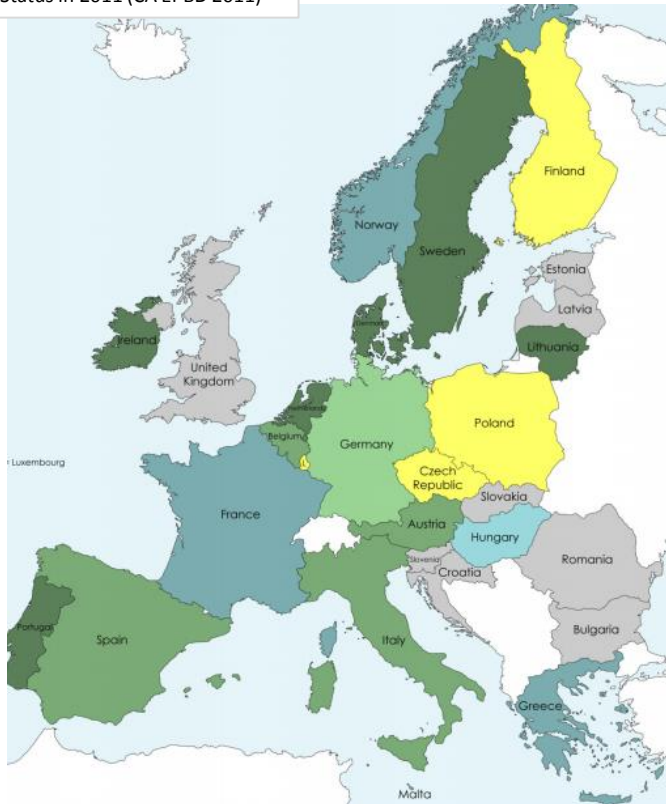 Status in 2011 (CA EPBD 2011)
Finland
Norway
Sweden
Estonia
Latvia
Lithuania
Ireland
United
Kingdom
Netherlands
Belgium
Germany
Poland
Luxembourg
Czech
Republic
Slovakia
France
Austria
Hungary
Slovenia
Croatia
Romania
Portugal
Spain
Italy
Bulgaria
Greece
Malta